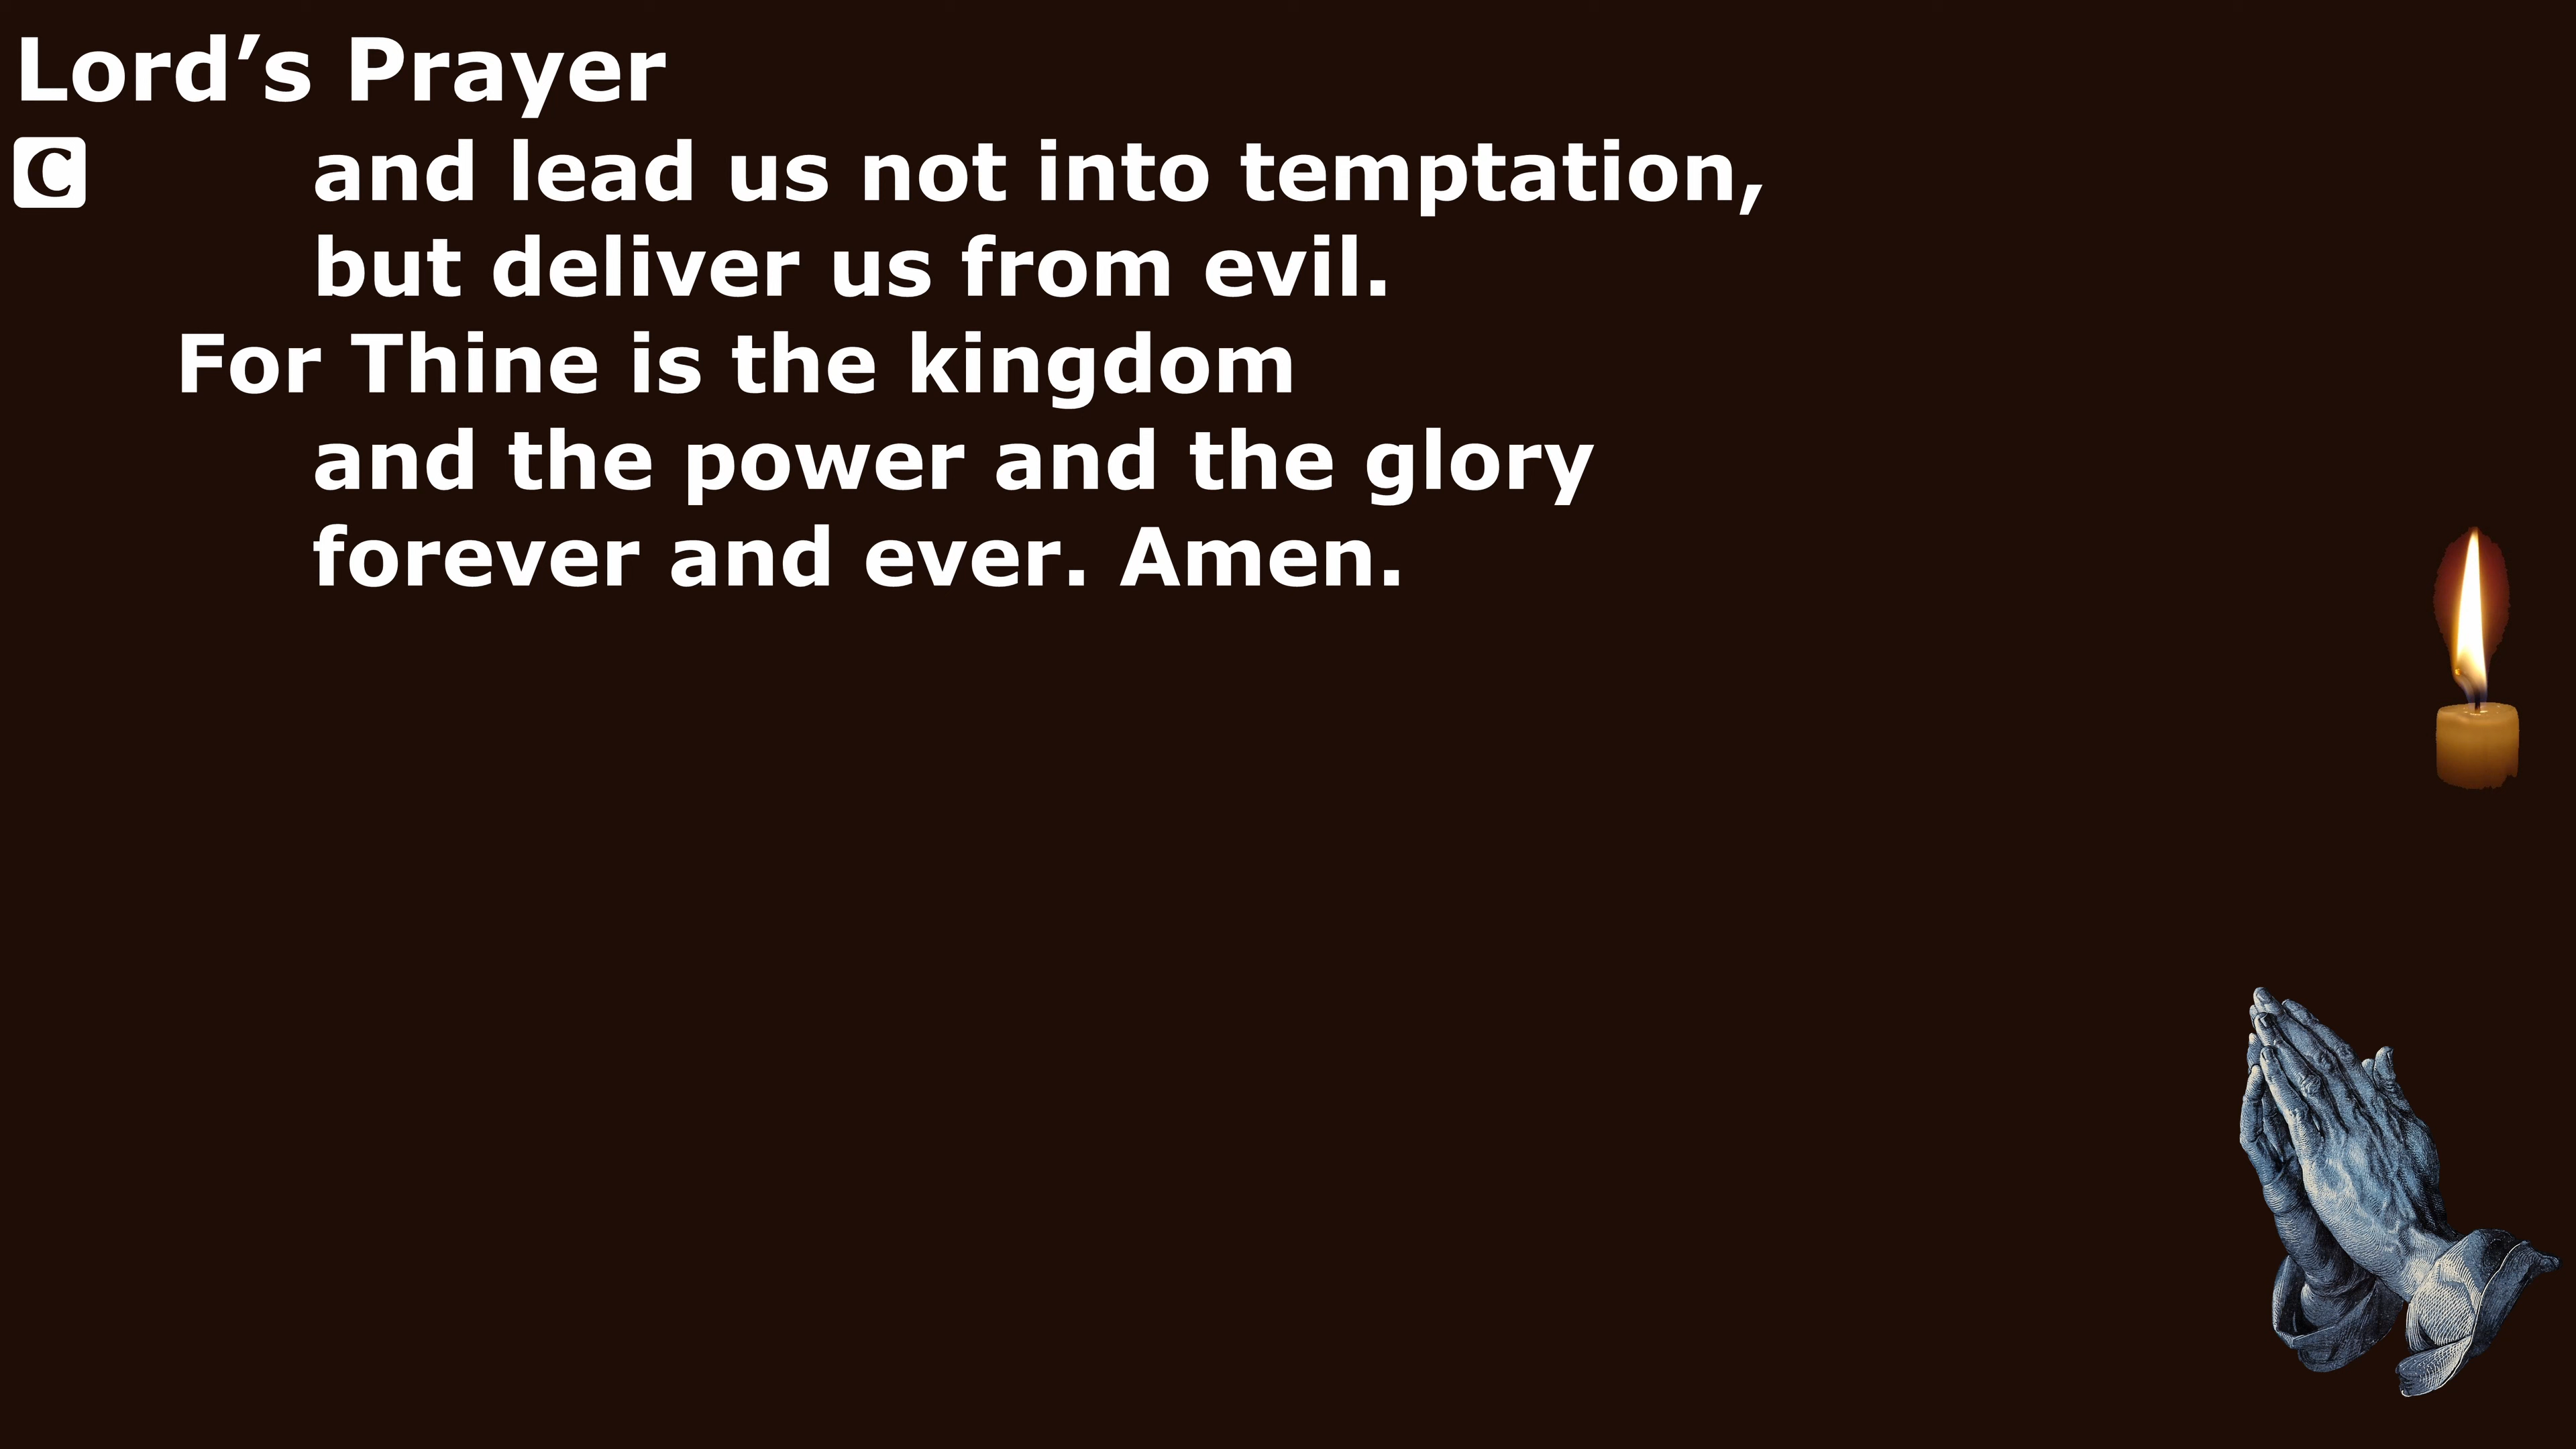 Lord’s Prayer
C and lead us not into temptation,
but deliver us from evil.
For Thine is the kingdom
and the power and the glory
forever and ever. Amen.